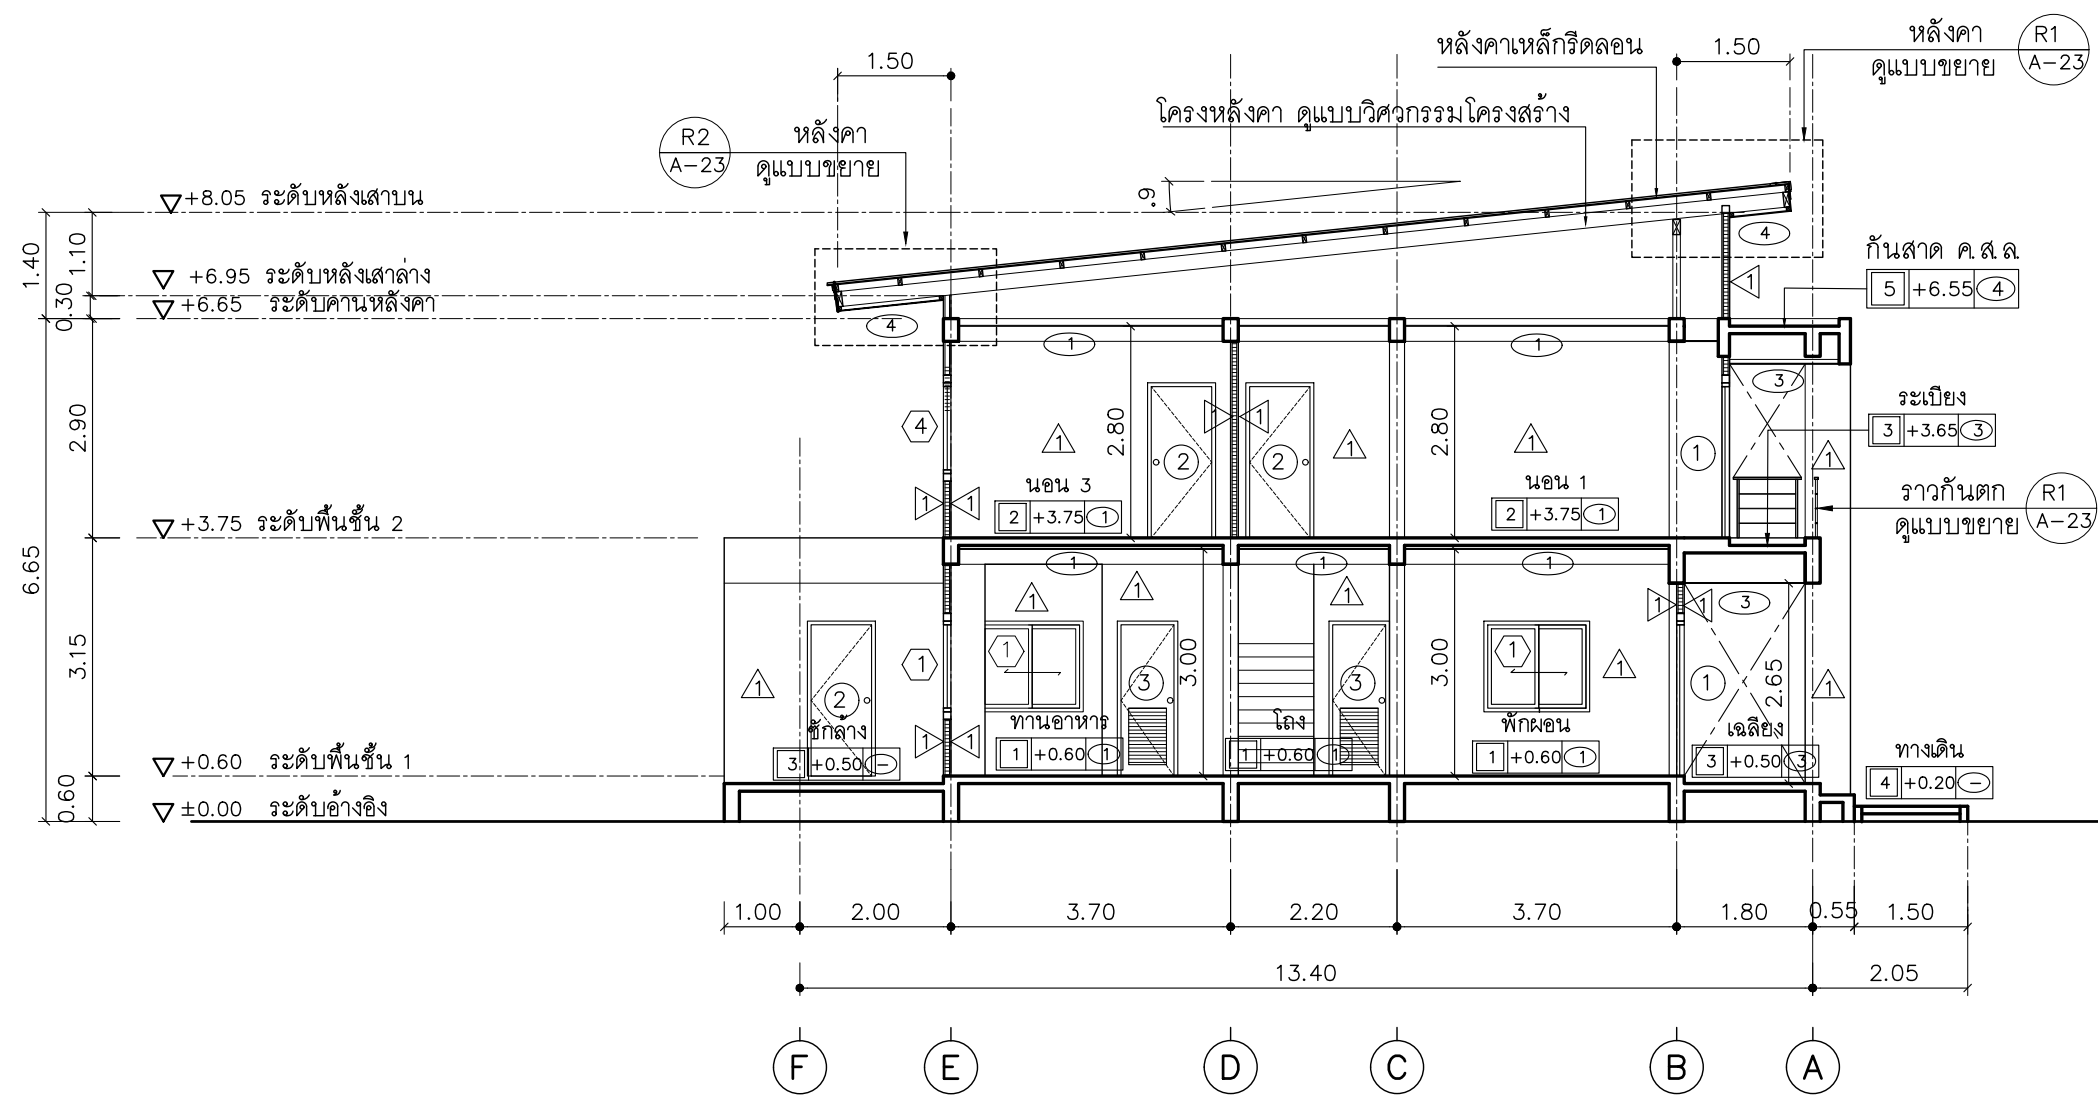 1.50
หลังคาเหล็กรีดลอน
1.50
หลังคา
ดูแบบขยาย
R1
A-23
R2
A-23
หลังคา
ดูแบบขยาย
โครงหลังคา ดูแบบวิศวกรรมโครงสร้าง
6°
+8.05 ระดับหลังเสาบน
+6.95 ระดับหลังเสาล่าง
+6.65 ระดับคานหลังคา
1.40
1.10
0.30
4
4
1
กันสาด ค.ส.ล.
5 +6.55 4
1
1
3
2.90
4
1
2.80
2
1 1
2
1
2.80
1
1
1
ระเบียง
3 +3.65 3
1 1
นอน 3
2 +3.75 1
นอน 1
2 +3.75 1
ราวกันตก
ดูแบบขยาย
R1
A-23
+3.75 ระดับพื้นชั้น 2
6.65
3.15
1
1
1
1
1
1
1 1
3
1
2
1
1
3
3.00
3
3.00
1
1
1
2.65
1
ซักล้าง
3 +0.50 –
1 1
ทานอาหาร
1 +0.60 1
โถง
1 +0.60 1
พักผ่อน
1 +0.60 1
เฉลียง
3 +0.50 3
ทางเดิน
4 +0.20 –
+0.60 ระดับพื้นชั้น 1
0.60
±0.00 ระดับอ้างอิง
1.00 2.00 3.70 2.20 3.70 1.80 0.55 1.50
13.40 2.05
F E D C B A